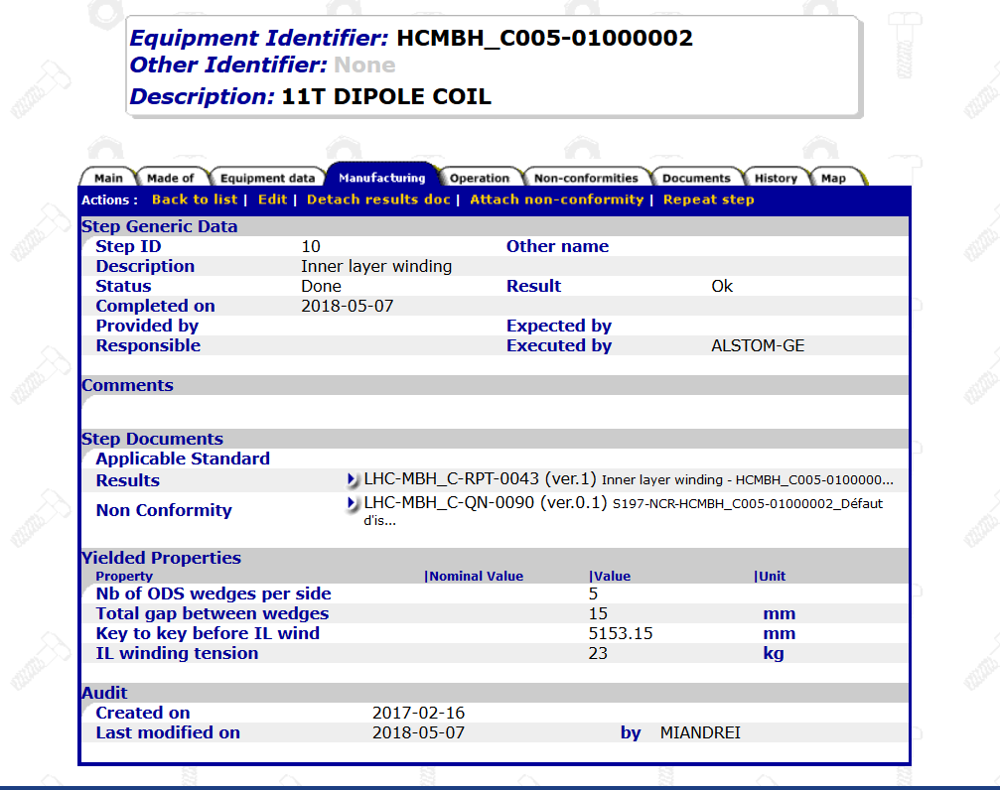 Equipment Identifier: HCMBH_C005-01000002
Other Identifier: None
Description: 11T DIPOLE COIL
Main Made of Equipment data Manufacturing Operation Non-conformities Documents History Map
Actions : Back to list | Edit | Detach results doc | Attach non-conformity | Repeat step
Step Generic Data
Step ID 10 Other name
Description Inner layer winding
Status Done Result Ok
Completed on 2018-05-07
Provided by Expected by
Responsible Executed by ALSTOM-GE
Comments
Step Documents
Applicable Standard
Results LHC-MBH_C-RPT-0043 (ver.1) Inner layer winding - HCMBH_C005-0100000...
Non Conformity LHC-MBH_C-QN-0090 (ver.0.1) S197-NCR-HCMBH_C005-01000002_Défaut
d'is...
Yielded Properties
Property |Nominal Value |Value |Unit
Nb of ODS wedges per side 5
Total gap between wedges 15 mm
Key to key before IL wind 5153.15 mm
IL winding tension 23 kg
Audit
Created on 2017-02-16
Last modified on 2018-05-07 by MIANDREI